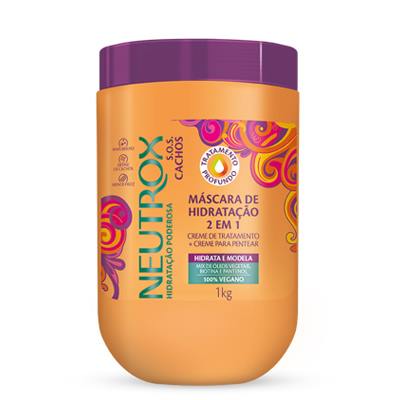 NEUTROX
S.O.S.
CACHOS
HIDRATAÇÃO PODEROSA
TRATAMENTO
PROFUNDO
MÁSCARA DE
HIDRATAÇÃO
2 EM 1
CREME DE TRATAMENTO
+ CREME PARA PENTEAR
HIDRATA E MODELA
MIX DE ÓLEOS VEGETAIS,
BIOTINA E PANTENOL
100% VEGANO
1kg